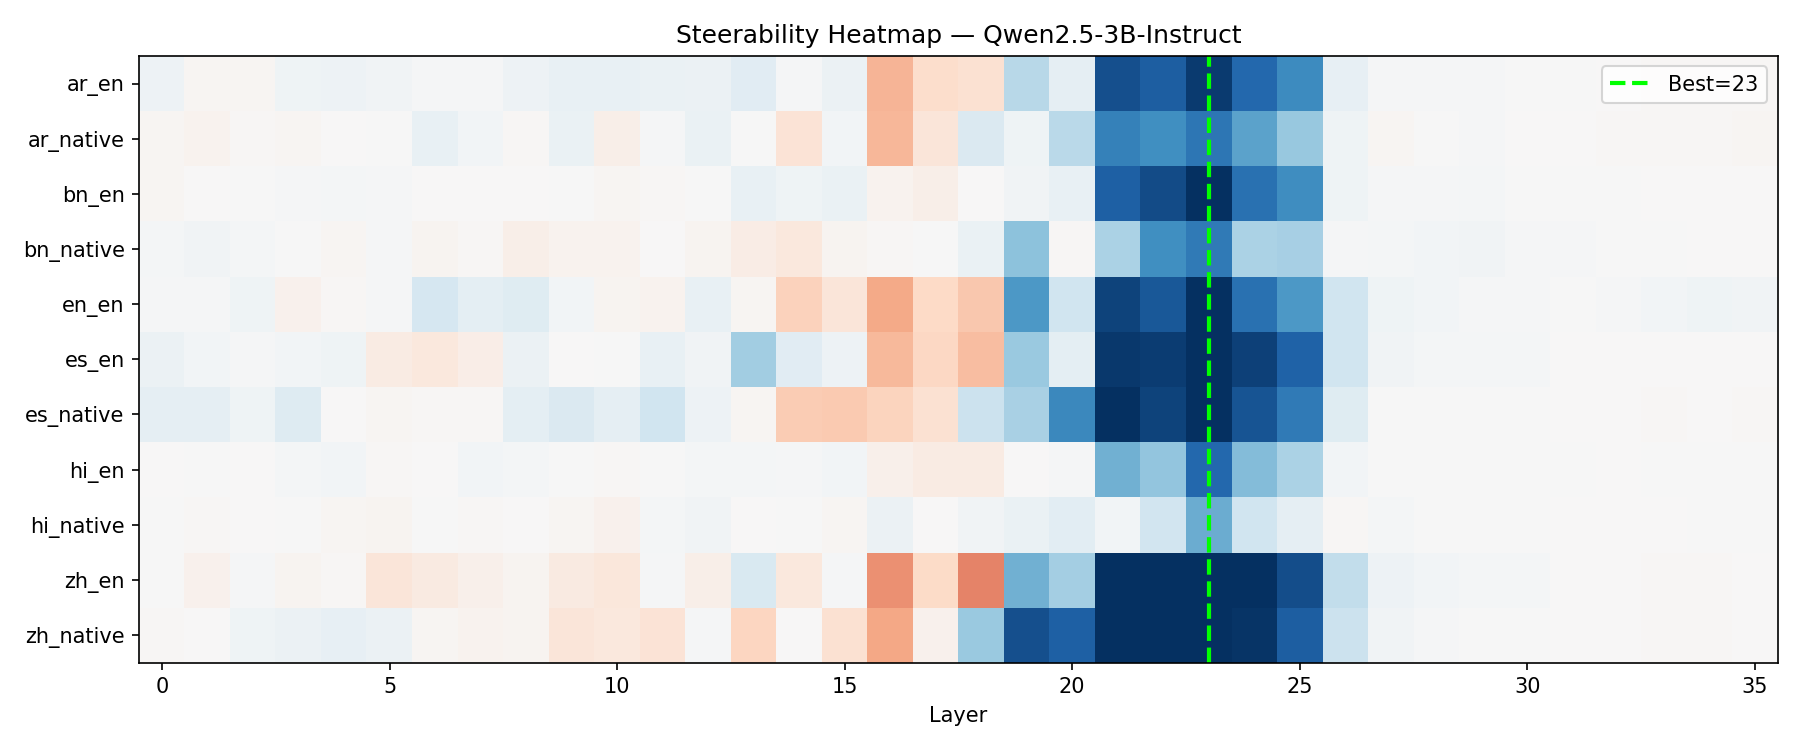 Steerability Heatmap — Qwen2.5-3B-Instruct
Best=23
ar_en
ar_native
bn_en
bn_native
en_en
es_en
es_native
hi_en
hi_native
zh_en
zh_native
0 5 10 15 20 25 30 35
Layer